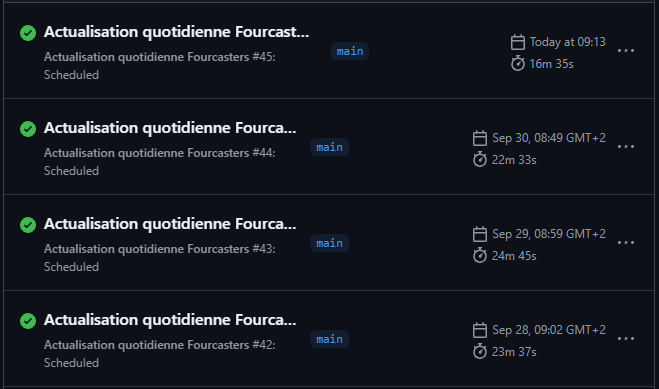 Actualisation quotidienne Fourcast...
main
Today at 09:13
Actualisation quotidienne Fourcasters #45:
Scheduled
16m 35s
Actualisation quotidienne Fourca...
main
Sep 30, 08:49 GMT+2
Actualisation quotidienne Fourcasters #44:
Scheduled
22m 33s
Actualisation quotidienne Fourca...
main
Sep 29, 08:59 GMT+2
Actualisation quotidienne Fourcasters #43:
Scheduled
24m 45s
Actualisation quotidienne Fourca...
main
Sep 28, 09:02 GMT+2
Actualisation quotidienne Fourcasters #42:
Scheduled
23m 37s